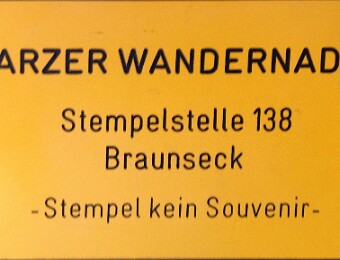 ARZER WANDERNAD
Stempelstelle 138
Braunseck
-Stempel kein Souvenir-